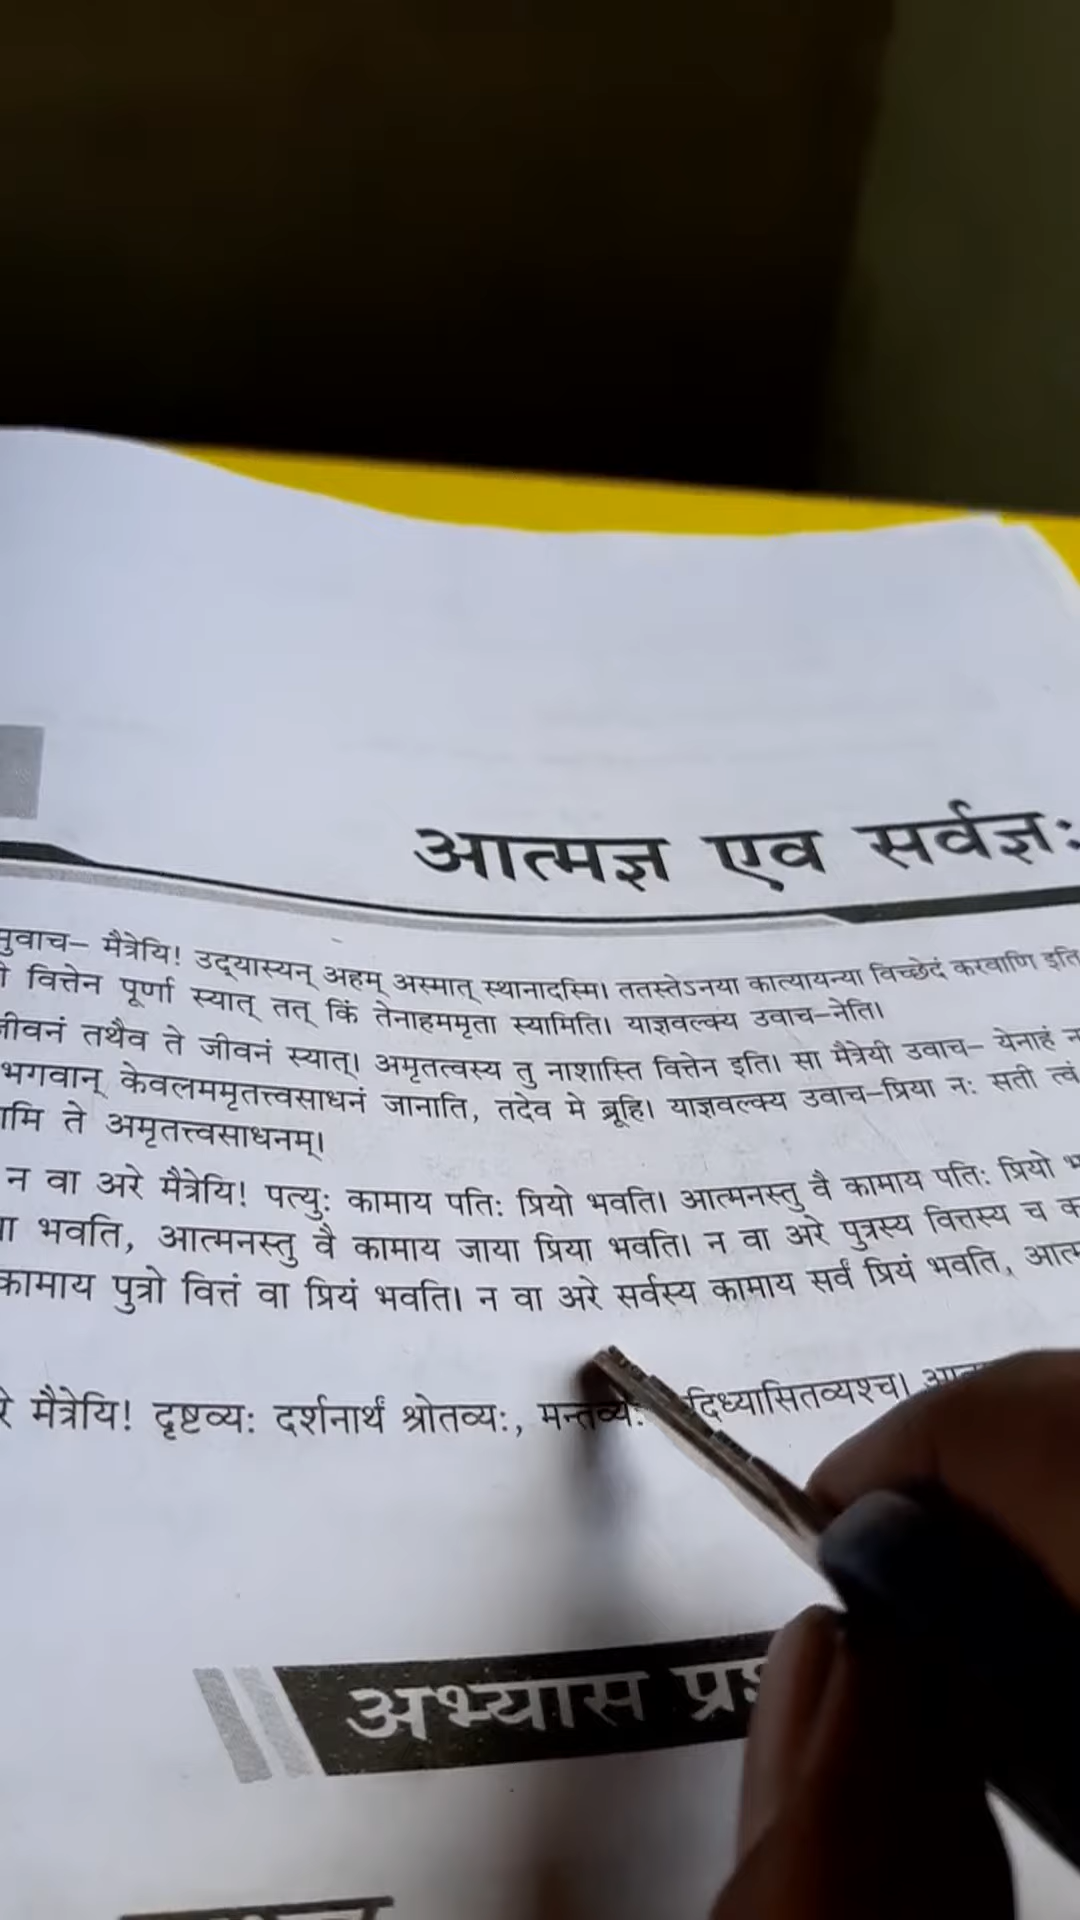 आत्मज्ञ एव सर्वज्ञः
मैत्रेयि! उद्यास्यन् अहम् अस्मात् स्थानादस्मि। ततस्तेऽनया कात्यायन्या विच्छेदं करवाणि इति
वित्तेन पूर्णा स्यात् तत् किं तेनाहममृता स्यामिति। याज्ञवल्क्य उवाच-नेति।
जीवनं तथैव ते जीवनं स्यात्। अमृतत्वस्य तु नाशास्ति वित्तेन इति। सा मैत्रेयी उवाच- येनाहं न
भगवान् केवलममृतत्त्वसाधनं जानाति, तदेव मे ब्रूहि। याज्ञवल्क्य उवाच-प्रिया नः सती त्वं
ते अमृतत्त्वसाधनम्।
न वा अरे मैत्रेयि! पत्युः कामाय पतिः प्रियो भवति। आत्मनस्तु वै कामाय पतिः प्रियो
भवति, आत्मनस्तु वै कामाय जाया प्रिया भवति। न वा अरे पुत्रस्य वित्तस्य च
कामाय पुत्रो वित्तं वा प्रियं भवति। न वा अरे सर्वस्य कामाय सर्वं प्रियं भवति,
मैत्रेयि! दृष्टव्यः दर्शनार्थं श्रोतव्यः, मन्तव्यः
अभ्यास